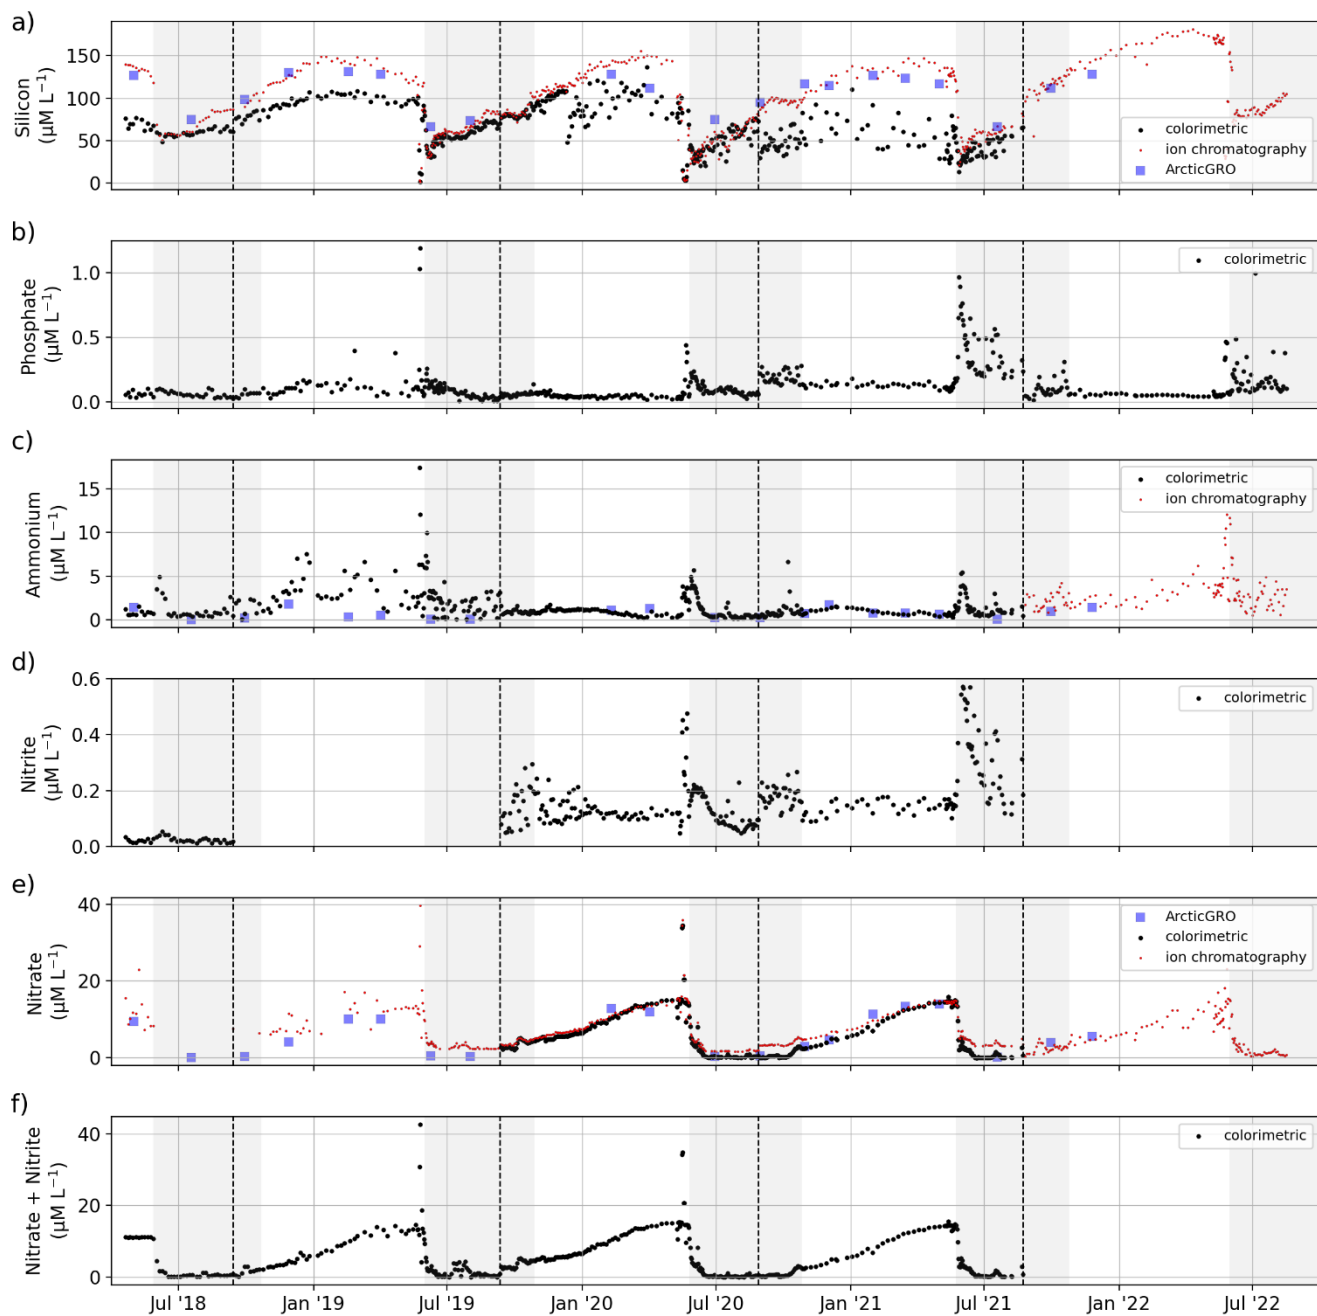 a)
Silicon
(μM L⁻¹)
150
100
50
0
colorimetric
ion chromatography
ArcticGRO
b)
Phosphate
(μM L⁻¹)
1.0
0.5
0.0
colorimetric
c)
Ammonium
(μM L⁻¹)
15
10
5
0
colorimetric
ion chromatography
d)
Nitrite
(μM L⁻¹)
0.6
0.4
0.2
0.0
colorimetric
e)
Nitrate
(μM L⁻¹)
40
20
0
ArcticGRO
colorimetric
ion chromatography
f)
Nitrate + Nitrite
(μM L⁻¹)
40
20
0
colorimetric
Jul '18
Jan '19
Jul '19
Jan '20
Jul '20
Jan '21
Jul '21
Jan '22
Jul '22